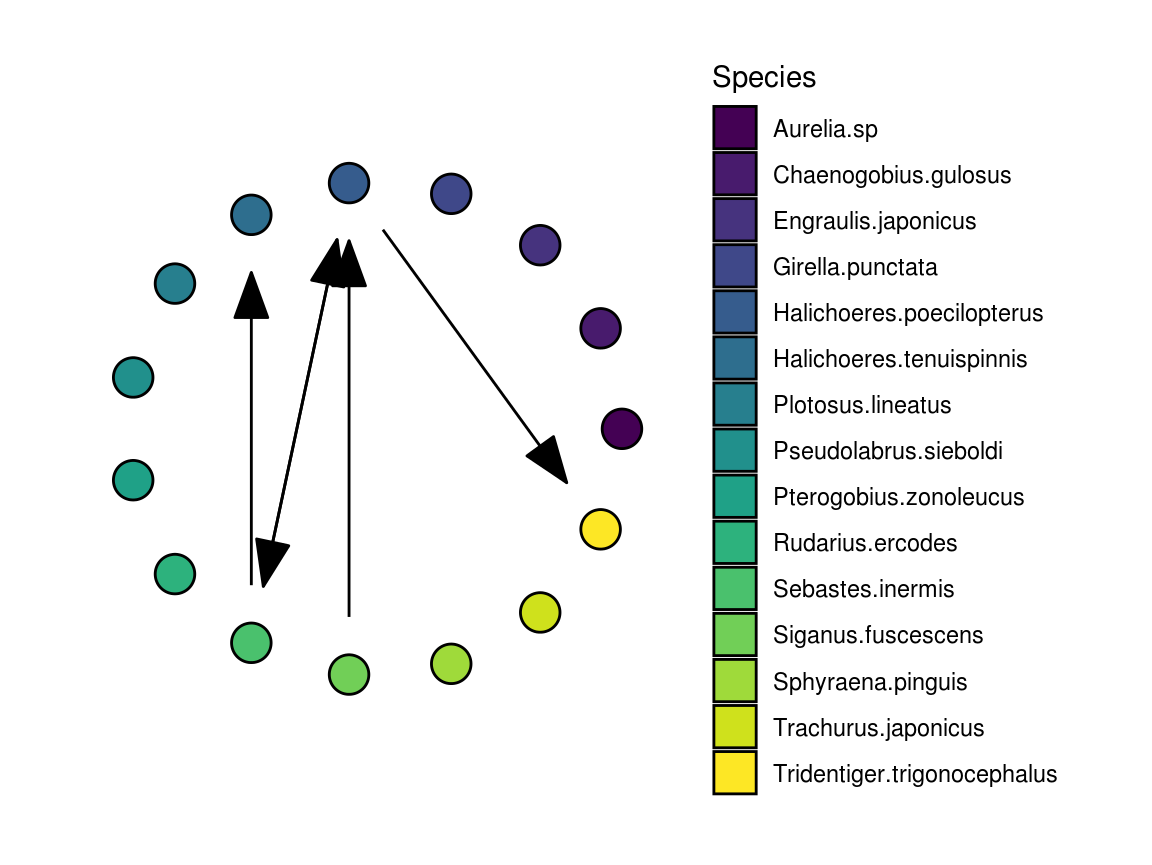 Species
Aurelia.sp
Chaenogobius.gulosus
Engraulis.japonicus
Girella.punctata
Halichoeres.poecilopterus
Halichoeres.tenuispinnis
Plotosus.lineatus
Pseudolabrus.sieboldi
Pterogobius.zonoleucus
Rudarius.ercodes
Sebastes.inermis
Siganus.fuscescens
Sphyraena.pinguis
Trachurus.japonicus
Tridentiger.trigonocephalus